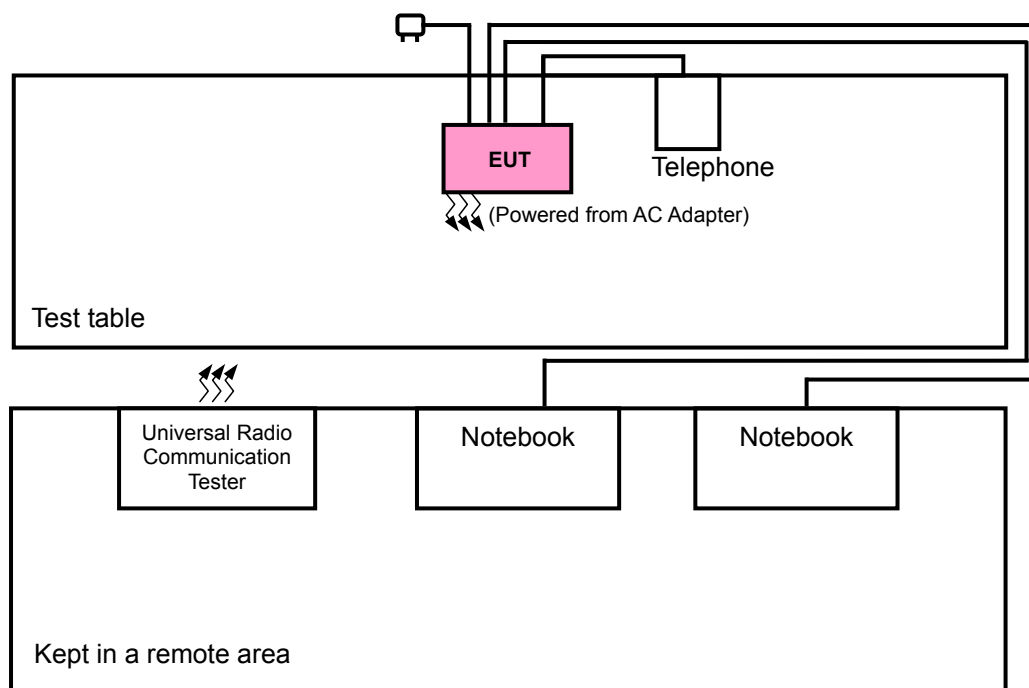 EUT
Telephone
(Powered from AC Adapter)
Test table
Universal Radio
Communication
Tester
Notebook
Notebook
Kept in a remote area